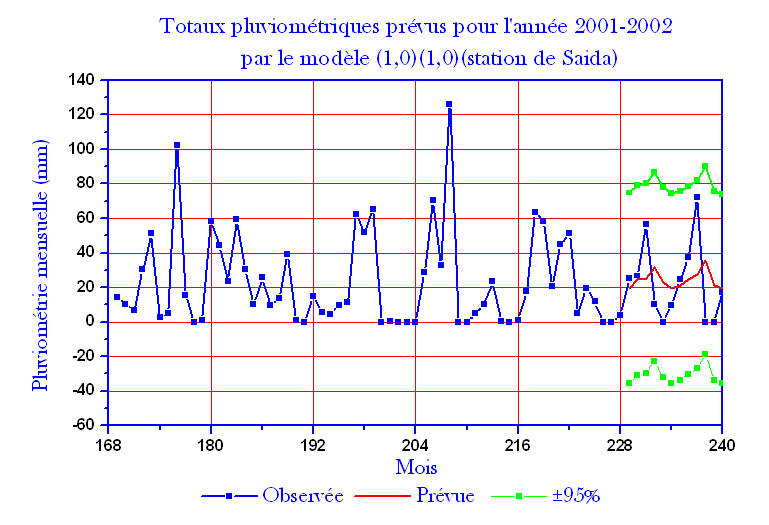 Totaux pluviométriques prévus pour l'année 2001-2002
par le modèle (1,0)(1,0)(station de Saida)
Pluviométrie mensuelle (mm)
140
120
100
80
60
40
20
0
-20
-40
-60
168 180 192 204 216 228 240
Mois
Observée Prévue ±95%